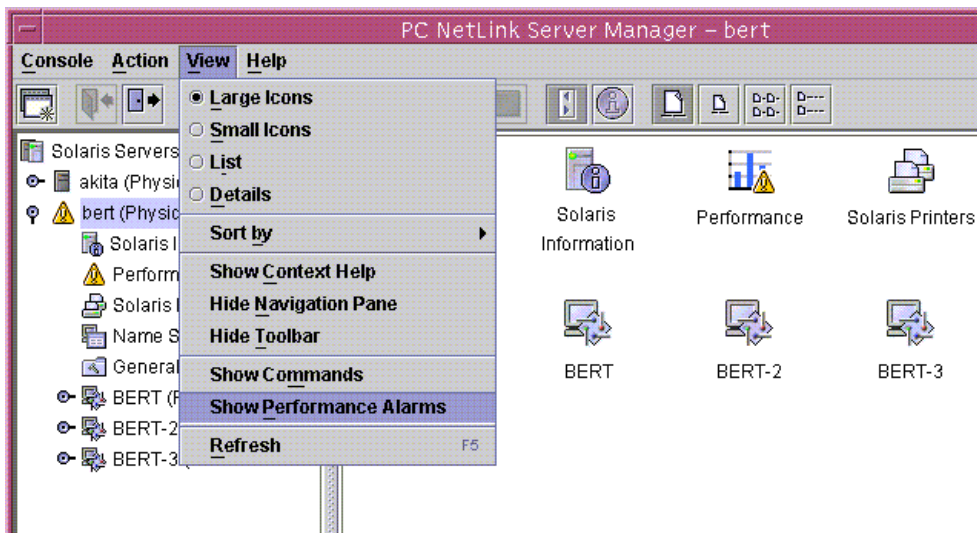 PC NetLink Server Manager – bert
Console Action View Help
Large Icons
Small Icons
List
Details
Sort by
Show Context Help
Hide Navigation Pane
Hide Toolbar
Show Commands
Show Performance Alarms
Refresh F5
Solaris Servers
akita (Physi
bert (Physic
Solaris I
Perform
Solaris
Name S
General
BERT (
BERT-2
BERT-3
Solaris
Information
Performance
Solaris Printers
BERT
BERT-2
BERT-3